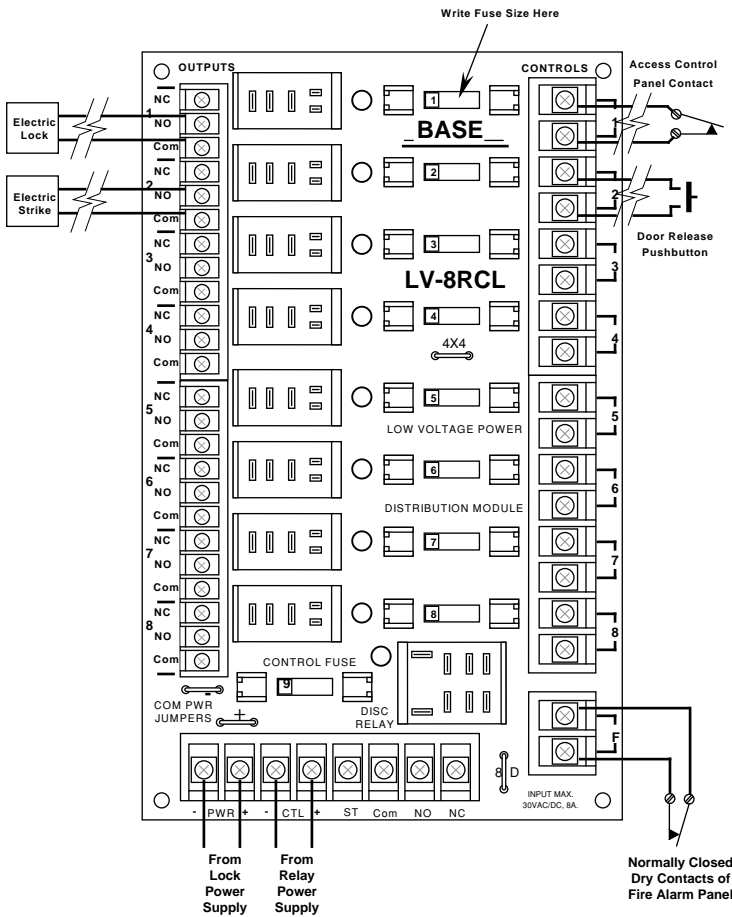 Write Fuse Size Here
OUTPUTS
CONTROLS
Access Control
Panel Contact
Electric
Lock
Electric
Strike
Door Release
Pushbutton
1
NC
NO
Com
2
NC
NO
Com
3
NC
NO
Com
4
NC
NO
Com
5
NC
NO
Com
6
NC
NO
Com
7
NC
NO
Com
8
NC
NO
Com
1
BASE
2
3
LV-8RCL
4
4X4
5
LOW VOLTAGE POWER
6
DISTRIBUTION MODULE
7
8
1
2
3
4
5
6
7
8
F
CONTROL FUSE
9
COM PWR
JUMPERS
-
+
DISC
RELAY
8 D
INPUT MAX.
30VAC/DC, 8A.
- PWR + - CTL + ST Com NO NC
From
Lock
Power
Supply
From
Relay
Power
Supply
Normally Closed
Dry Contacts of
Fire Alarm Panel